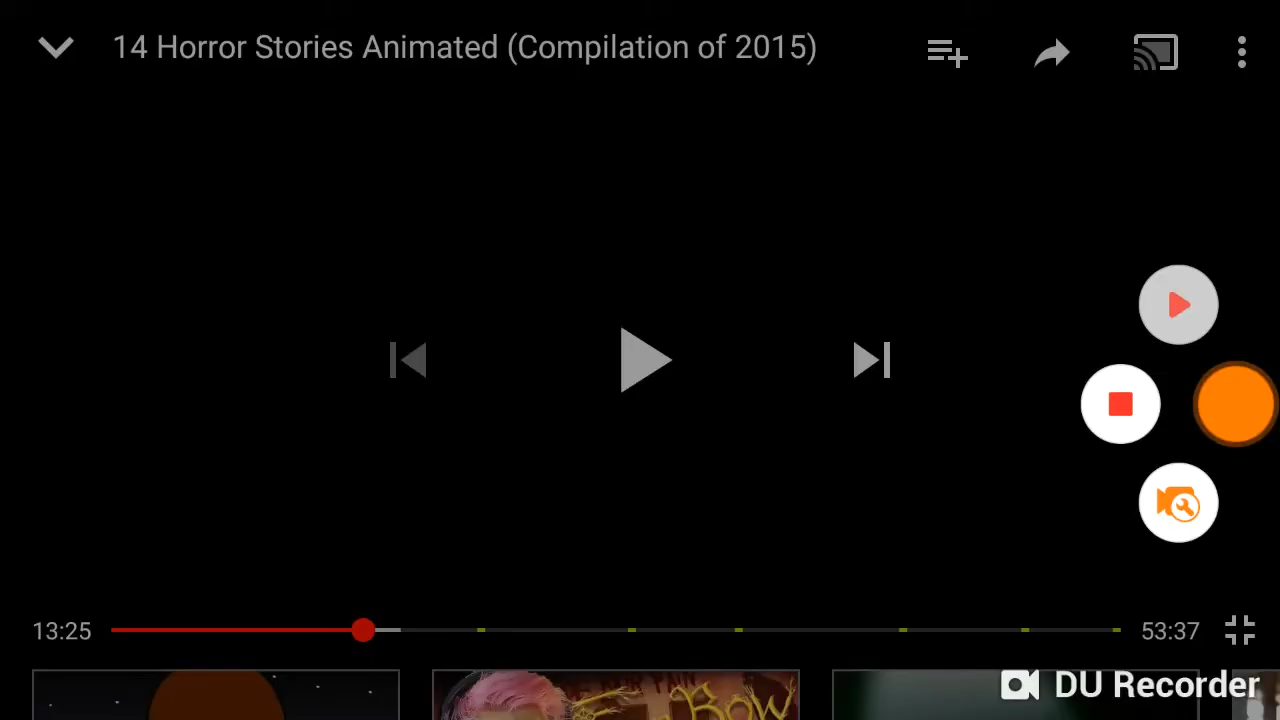 14 Horror Stories Animated (Compilation of 2015)
13:25
53:37
DU Recorder